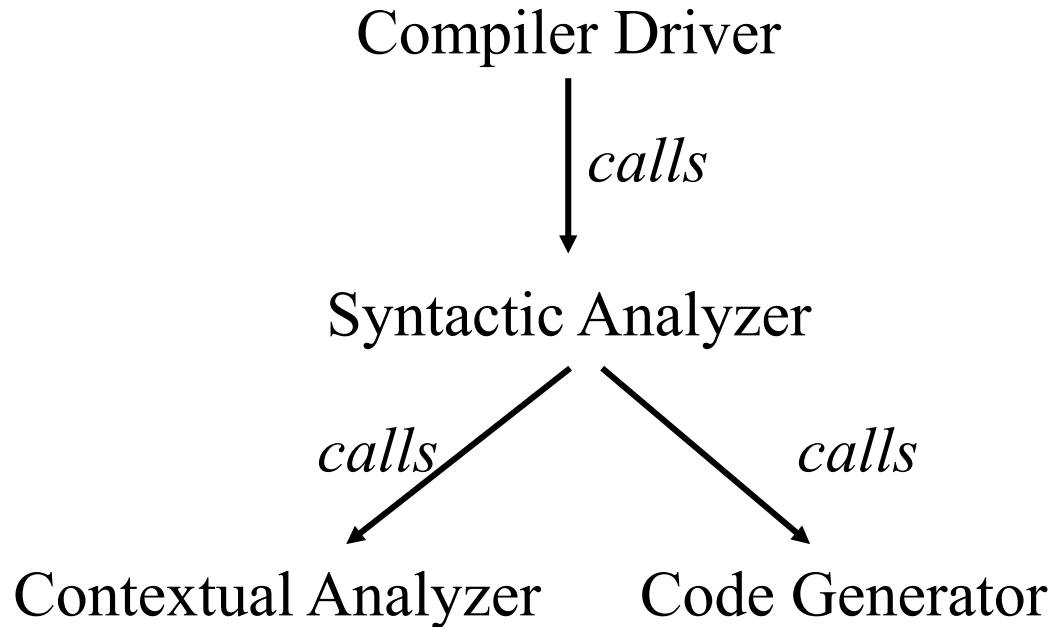 Compiler Driver
calls
Syntactic Analyzer
calls
calls
Contextual Analyzer
Code Generator